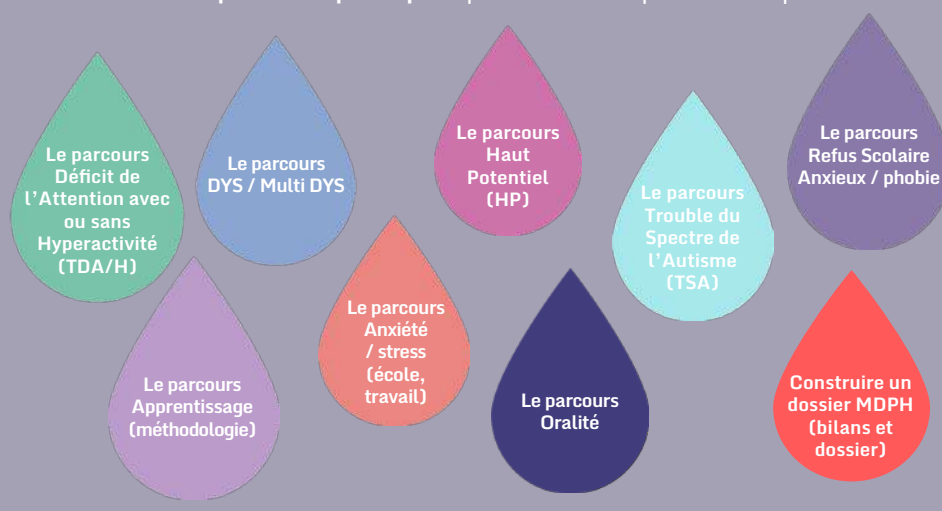 Le parcours
Déficit de
l'Attention avec
ou sans
Hyperactivité
(TDA/H)
Le parcours
DYS / Multi DYS
Le parcours
Haut
Potentiel
(HP)
Le parcours
Trouble du
Spectre de
l'Autisme
(TSA)
Le parcours
Refus Scolaire
Anxieux / phobie
Le parcours
Apprentissage
(méthodologie)
Le parcours
Anxiété
/ stress
(école,
travail)
Le parcours
Oralité
Construire un
dossier MDPH
(bilans et
dossier)